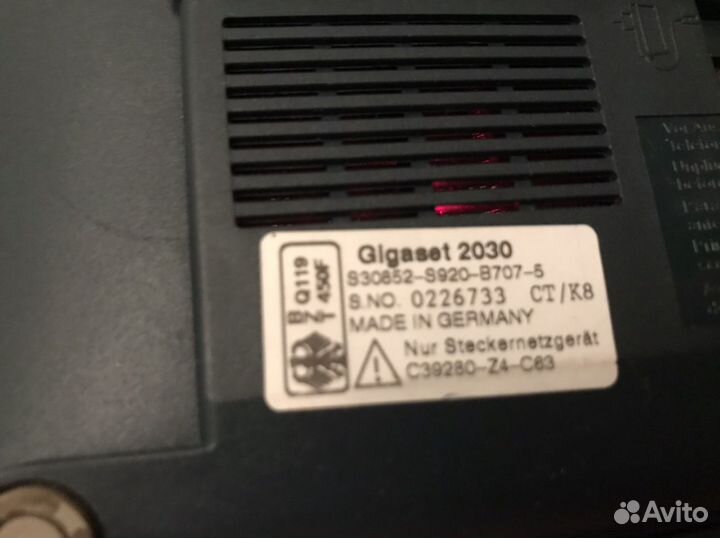 Gigaset 2030
S30852-S920-B707-5
S.NO. 0226733 CT/K8
MADE IN GERMANY
Nur Steckernetzgerät
C39280-Z4-C63
BZT
Q119
450F
Avito